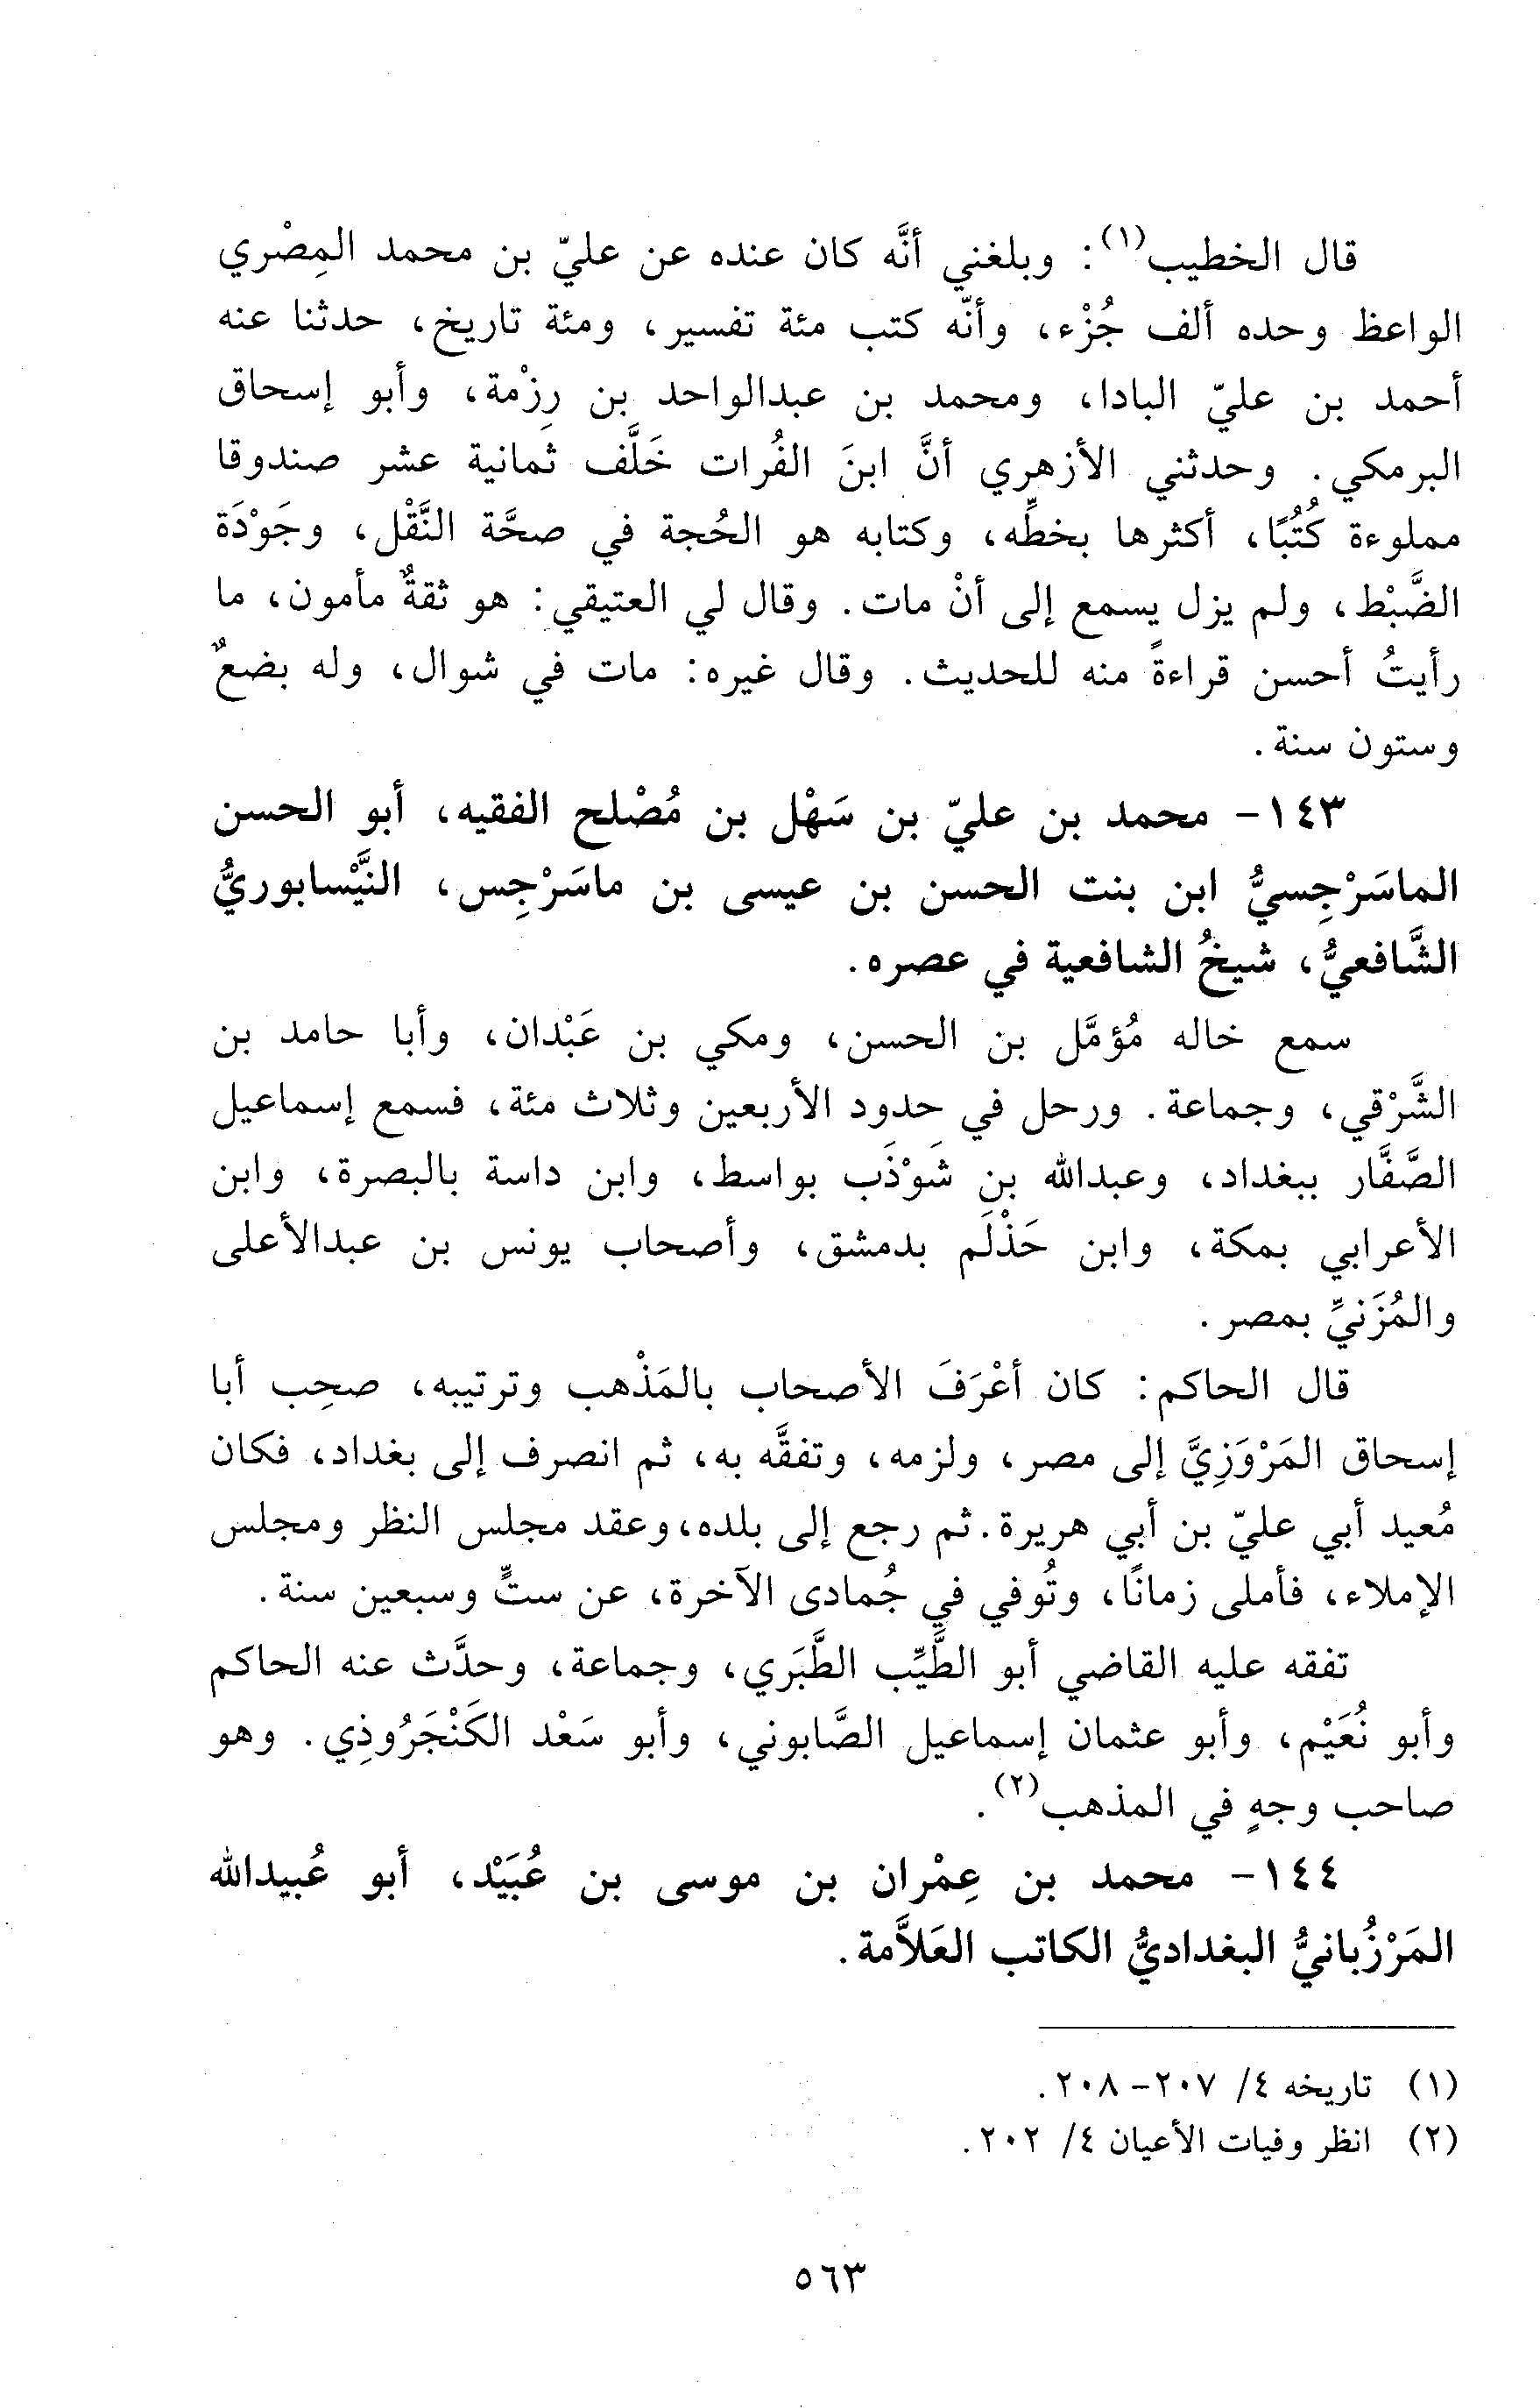 قال الخطيب(١): وبلغني أنَّه كان عنده عن عليّ بن محمد المِصْري
الواعظ وحده ألف جُزْء، وأنّه كتب مئة تفسير، ومئة تاريخ، حدثنا عنه
أحمد بن عليّ البادا، ومحمد بن عبدالواحد بن رِزْمة، وأبو إسحاق
البرمكي. وحدثني الأزهري أنَّ ابنَ الفُرات خَلَّف ثمانية عشر صندوقا
مملوءة كُتُبًا، أكثرها بخطِّه، وكتابه هو الحُجة في صحَّة النَّقْل، وجَوْدَة
الضَّبْط، ولم يزل يسمع إلى أنْ مات. وقال لي العتيقي: هو ثقةٌ مأمون، ما
رأيتُ أحسن قراءةً منه للحديث. وقال غيره: مات في شوال، وله بضعٌ
وستون سنة.
١٤٣- محمد بن عليّ بن سَهْل بن مُصْلح الفقيه، أبو الحسن
الماسَرْجِسيُّ ابن بنت الحسن بن عيسى بن ماسَرْجِس، النَّيْسابوريُّ
الشَّافعيُّ، شيخُ الشافعية في عصره.
سمع خاله مُؤمَّل بن الحسن، ومكي بن عَبْدان، وأبا حامد بن
الشَّرْقي، وجماعة. ورحل في حدود الأربعين وثلاث مئة، فسمع إسماعيل
الصَّفَّار ببغداد، وعبدالله بن شَوْذَب بواسط، وابن داسة بالبصرة، وابن
الأعرابي بمكة، وابن حَذْلَم بدمشق، وأصحاب يونس بن عبدالأعلى
والمُزَنيِّ بمصر.
قال الحاكم: كان أعْرَفَ الأصحاب بالمَذْهب وترتيبه، صحِب أبا
إسحاق المَرْوَزِيَّ إلى مصر، ولزمه، وتفقَّه به، ثم انصرف إلى بغداد، فكان
مُعيد أبي عليّ بن أبي هريرة. ثم رجع إلى بلده، وعقد مجلس النظر ومجلس
الإملاء، فأملى زمانًا، وتُوفي في جُمادى الآخرة، عن ستٍّ وسبعين سنة.
تفقه عليه القاضي أبو الطَّيِّب الطَّبَري، وجماعة، وحدَّث عنه الحاكم
وأبو نُعَيْم، وأبو عثمان إسماعيل الصَّابوني، وأبو سَعْد الكَنْجَرُوذِي. وهو
صاحب وجهٍ في المذهب(٢).
١٤٤- محمد بن عِمْران بن موسى بن عُبَيْد، أبو عُبيدالله
المَرْزُبانيُّ البغداديُّ الكاتب العَلاَّمة.
(١) تاريخه ٤/ ٢٠٧-٢٠٨.
(٢) انظر وفيات الأعيان ٤/ ٢٠٢.
٥٦٣